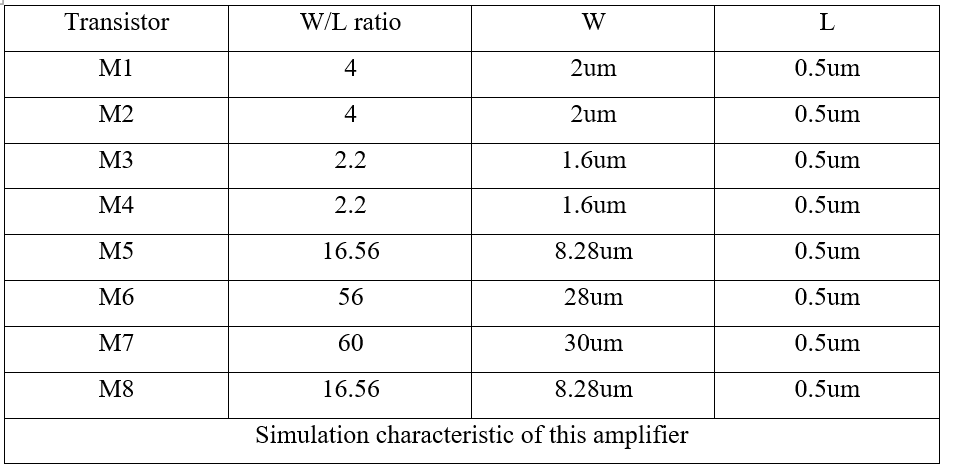 Transistor W/L ratio W L
M1 4 2um 0.5um
M2 4 2um 0.5um
M3 2.2 1.6um 0.5um
M4 2.2 1.6um 0.5um
M5 16.56 8.28um 0.5um
M6 56 28um 0.5um
M7 60 30um 0.5um
M8 16.56 8.28um 0.5um
Simulation characteristic of this amplifier